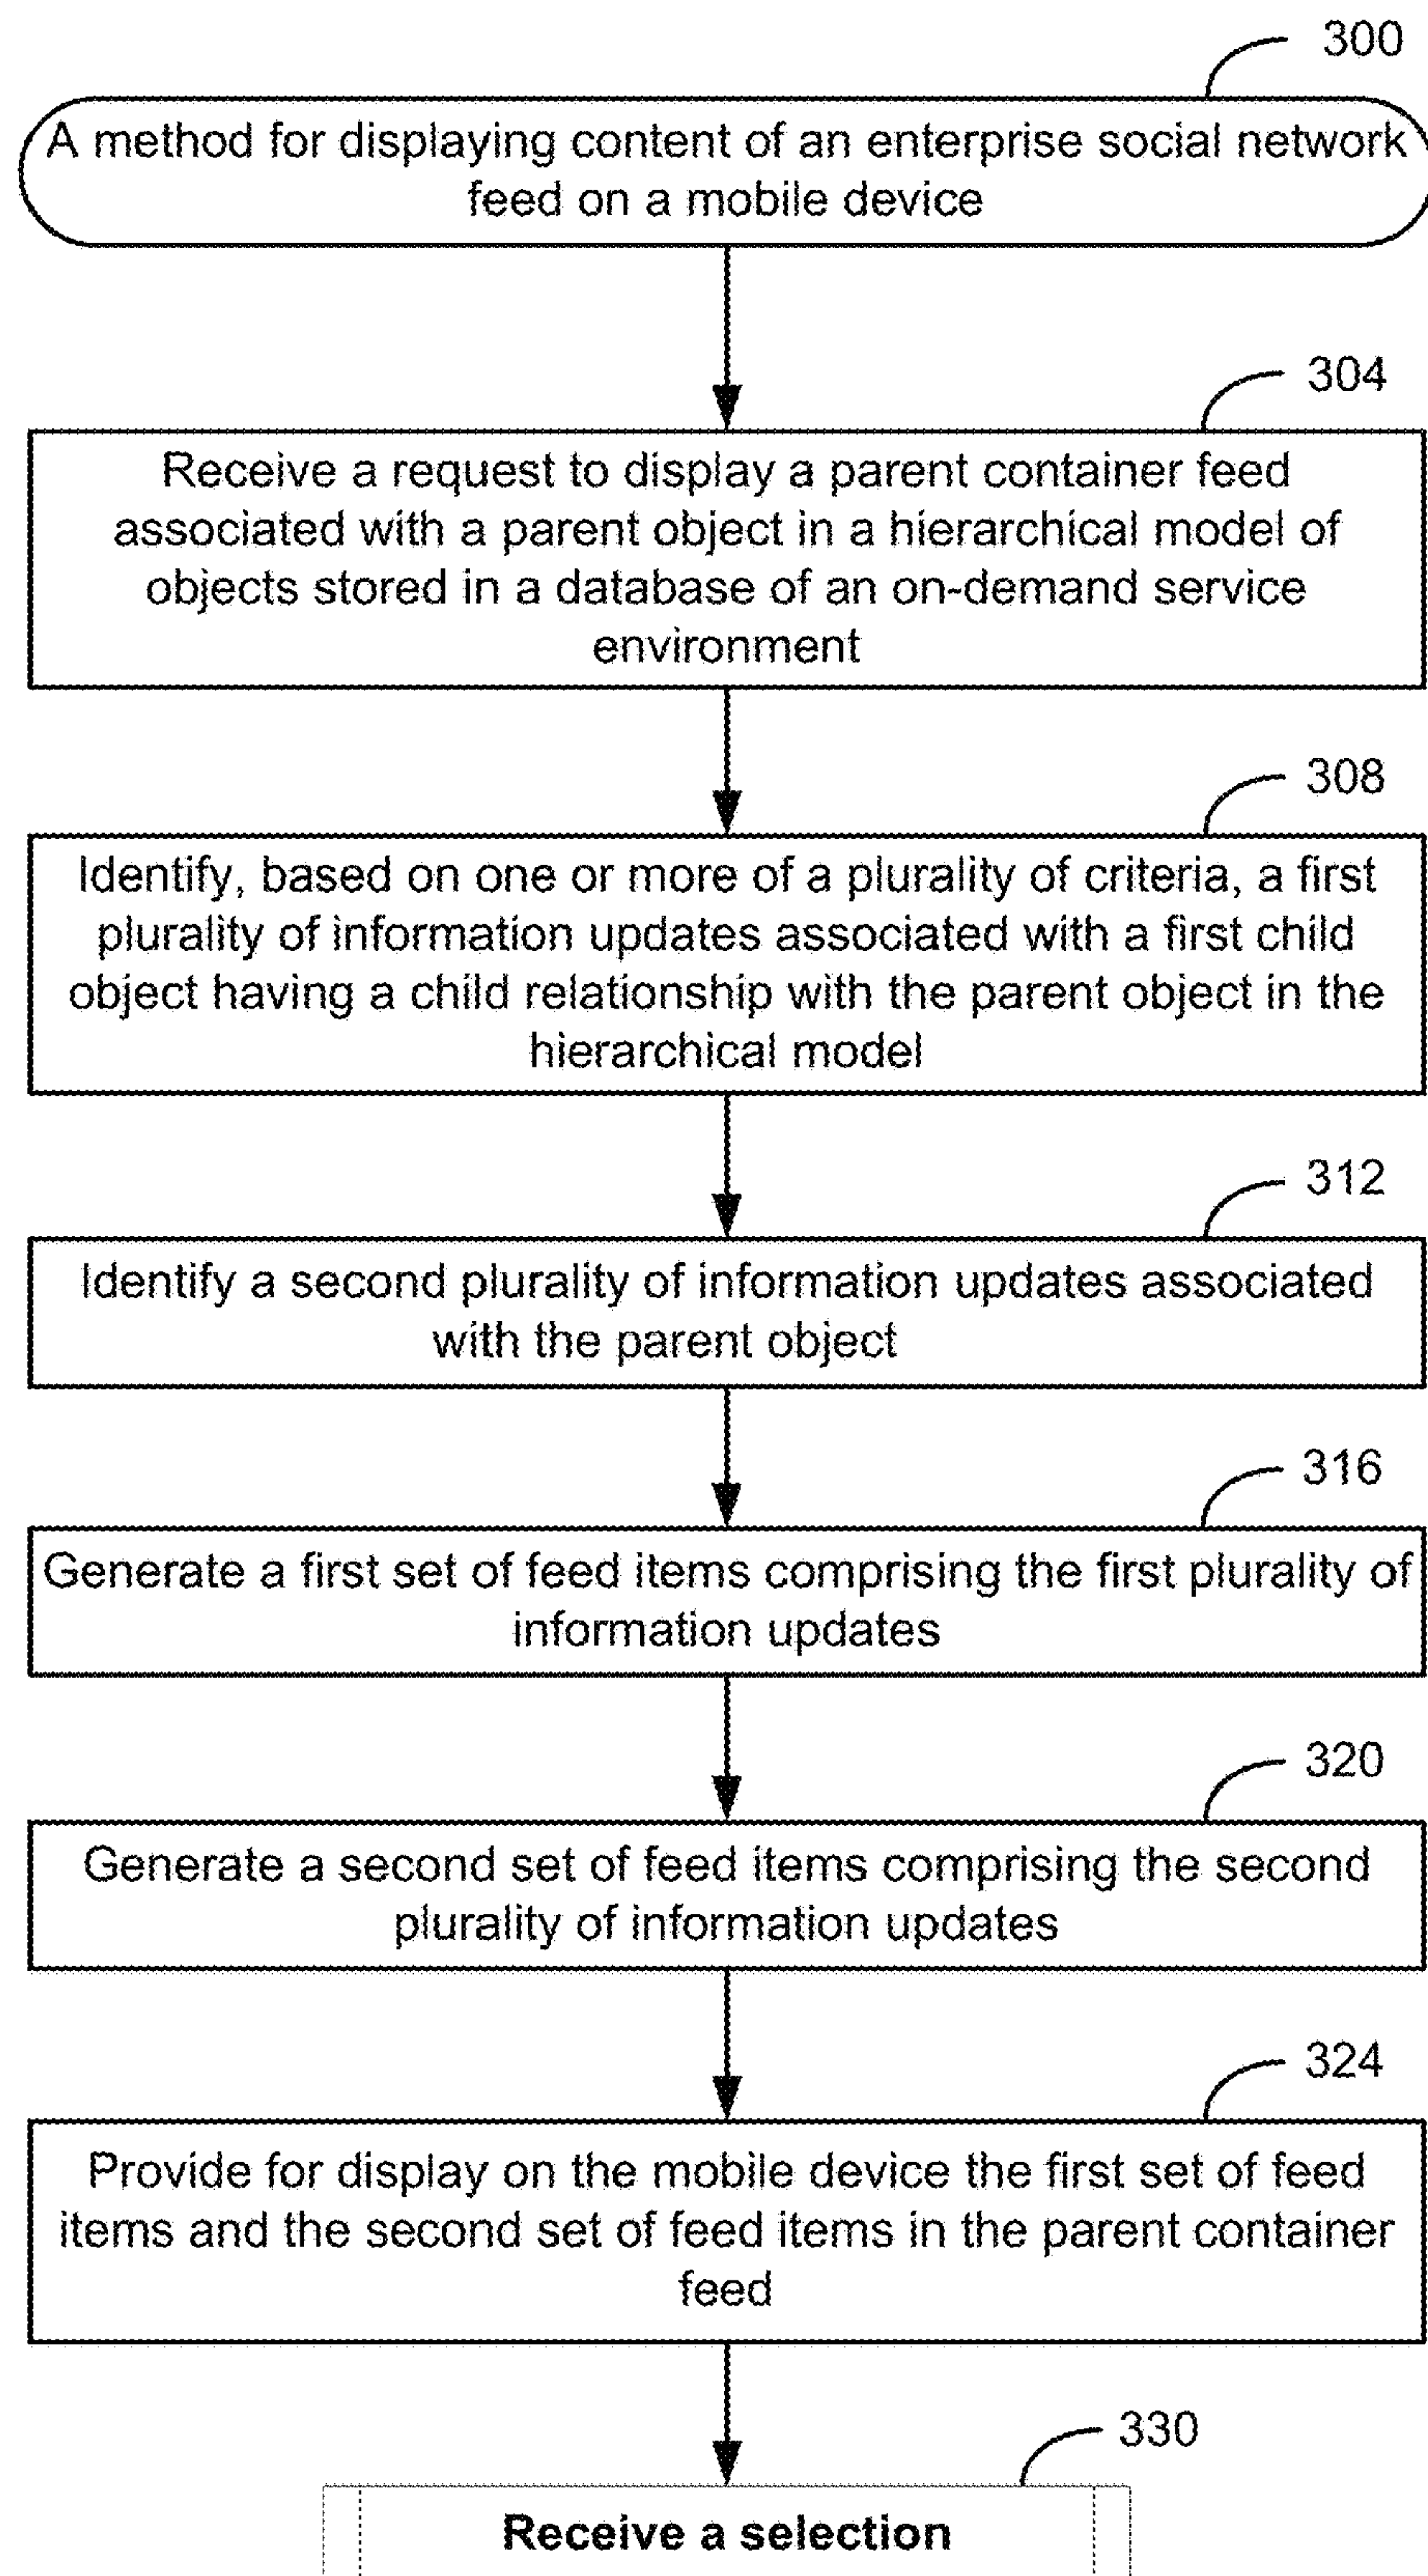 300
A method for displaying content of an enterprise social network
feed on a mobile device
304
Receive a request to display a parent container feed
associated with a parent object in a hierarchical model of
objects stored in a database of an on-demand service
environment
308
Identify, based on one or more of a plurality of criteria, a first
plurality of information updates associated with a first child
object having a child relationship with the parent object in the
hierarchical model
312
Identify a second plurality of information updates associated
with the parent object
316
Generate a first set of feed items comprising the first plurality of
information updates
320
Generate a second set of feed items comprising the second
plurality of information updates
324
Provide for display on the mobile device the first set of feed
items and the second set of feed items in the parent container
feed
330
Receive a selection